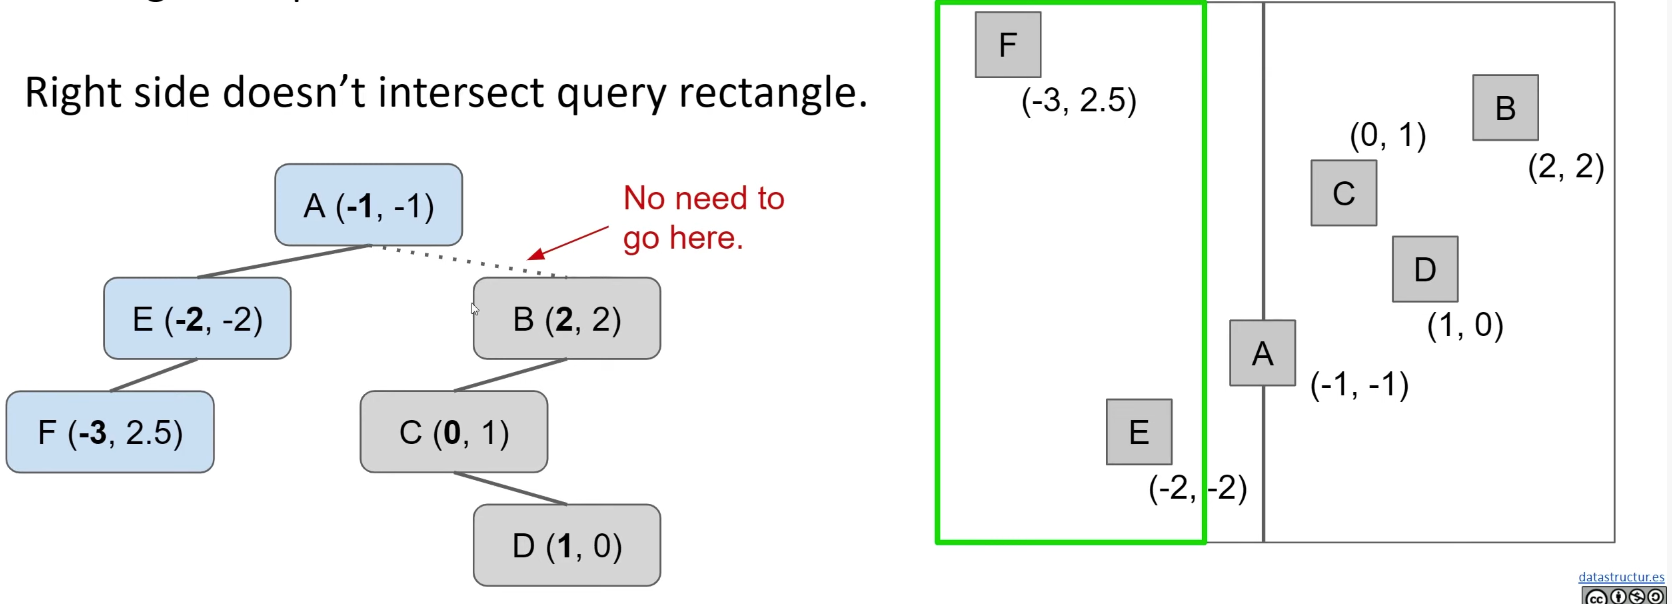 Right side doesn’t intersect query rectangle.
A (-1, -1)
No need to
go here.
E (-2, -2)
B (2, 2)
F (-3, 2.5)
C (0, 1)
D (1, 0)
F
(-3, 2.5)
B
(2, 2)
(0, 1)
C
D
(1, 0)
A
(-1, -1)
E
(-2, -2)
datastructur.es
cc